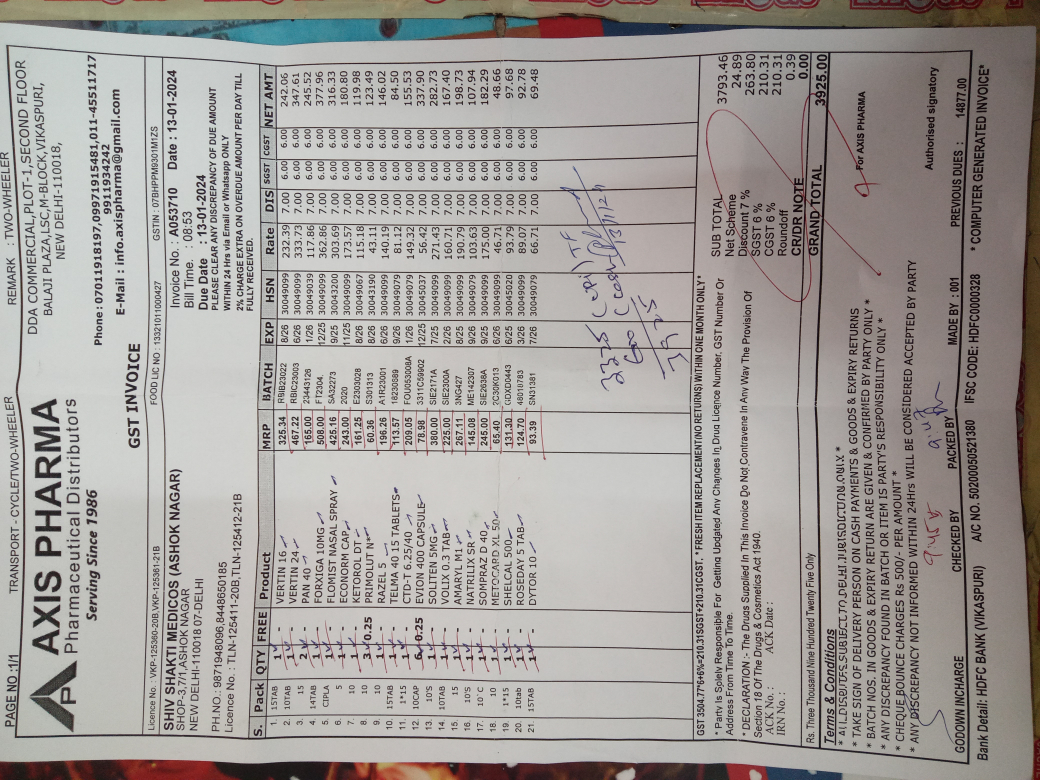 PAGE NO :1/1 TRANSPORT - CYCLE/TWO-WHEELER REMARK : TWO-WHEELER
AXIS PHARMA
Pharmaceutical Distributors
Serving Since 1986
DDA COMMERCIAL,PLOT-1,SECOND FLOOR
BALAJI PLAZA,LSC,M-BLOCK,VIKASPURI,
NEW DELHI-110018,
Phone:07011918197,09971915481,011-45511717
9911934242
E-Mail : info.axispharma@gmail.com
GST INVOICE
Licence No. : VKP-125360-20B,VKP-125361-21B FOOD LIC NO : 13321011000427 GSTIN : 07BHPPM9301M1ZS
SHIV SHAKTI MEDICOS (ASHOK NAGAR)
SHOP-3,7/1,ASHOK NAGAR
NEW DELHI-110018 07-DELHI
PH.NO.: 9871948096,8448650185
Licence No. : TLN-125411-20B,TLN-125412-21B
Invoice No. : A053710 Date : 13-01-2024
Bill Time : 08:53
Due Date : 13-01-2024
PLEASE CLEAR ANY DISCREPANCY OF DUE AMOUNT
WITHIN 24 Hrs via Email or Whatsapp ONLY
2% CHARGE EXTRA ON OVERDUE AMOUNT PER DAY TILL
FULLY RECEIVED.
S. Pack QTY FREE Product MRP BATCH EXP HSN Rate DIS SGST CGST NET AMT
1. 15TAB 1 - VERTIN 16 325.34 RBIB23022 8/26 30049099 232.39 7.00 6.00 6.00 242.06
2. 10TAB 1 - VERTIN 24 467.22 RBIC23003 6/26 30049099 333.73 7.00 6.00 6.00 347.61
3. 15 2 - PAN 40 165.00 23443126 1/26 30049039 117.86 7.00 6.00 6.00 245.52
4. 14TAB 1 - FORXIGA 10MG 508.00 FT2304 12/25 30049099 362.86 7.00 6.00 6.00 377.96
5. CIPLA 1 - FLOMIST NASAL SPRAY 425.16 SA32273 9/25 30043200 303.69 7.00 6.00 6.00 316.33
6. 5 1 - ECONORM CAP 243.00 2020 11/25 30049099 173.57 7.00 6.00 6.00 180.80
7. 10 1 - KETOROL DT 161.25 E2303028 8/26 30049067 115.18 7.00 6.00 6.00 119.98
8. 10 3 0.25 PRIMOLUT N* 60.36 S301313 8/26 30043190 43.11 7.00 6.00 6.00 123.49
9. 10 1 - RAZEL 5 196.26 A1R23001 6/26 30049099 140.19 7.00 6.00 6.00 146.02
10. 15TAB 1 - TELMA 40 15 TABLETS 113.57 18230589 9/26 30049079 81.12 7.00 6.00 6.00 84.50
11. 1*15 1 - CTD-T 6.25/40 209.05 FOU053008A 1/26 30049079 149.32 7.00 6.00 6.00 155.53
12. 10CAP 6 0.25 EVION 400 CAPSULE 78.98 3311C59902 12/25 30045037 56.42 7.00 6.00 6.00 337.90
13. 10'S 1 - SOLITEN 5MG 380.00 SIE2171A 7/25 30049099 271.43 7.00 6.00 6.00 282.73
14. 10TAB 1 - VOLIX 0.3 TAB 225.00 SIE2300A 2/26 30049099 160.71 7.00 6.00 6.00 167.40
15. 15 1 - AMARYL M1 267.11 3NG427 8/25 30049099 190.79 7.00 6.00 6.00 198.73
16. 10'S 1 - NATRILIX SR 145.08 ME142307 9/26 30049079 103.63 7.00 6.00 6.00 107.94
17. 10'C 1 - SOMPRAZ D 40 245.00 SIE2638A 9/25 30049099 175.00 7.00 6.00 6.00 182.29
18. 10 1 - METOCARD XL 50 65.40 2C30K013 6/26 30049099 46.71 7.00 6.00 6.00 48.66
19. 1*15 1 - SHELCAL 500 131.30 GDXD0443 6/25 30045020 93.79 7.00 6.00 6.00 97.68
20. 10tab 1 - ROSEDAY 5 TAB 124.70 48010783 3/26 30049099 89.07 7.00 6.00 6.00 92.78
21. 15TAB 1 - DYTOR 10 93.39 SN31381 7/26 30049079 66.71 7.00 6.00 6.00 69.48
3325 (UPI)
600 (cash)
3925
13/1/24
GST 3504.77*6+6%=210.31SGST+210.31CGST. * FRESH ITEM REPLACEMENT(NO RETURNS) WITHIN ONE MONTH ONLY*
* Party Is Solely Responsible For Getting Updated Any Changes In Drug Licence Number, GST Number Or
Address From Time To Time.
* DECLARATION :- The Drugs Supplied In This Invoice Do Not Contravene In Any Way The Provision Of
Section 18 Of The Drugs & Cosmetics Act 1940.
ACK No. : ACK Date :
IRN No. :
SUB TOTAL 3793.46
Net Scheme 24.89
Discount 7 % 263.80
SGST 6 % 210.31
CGST 6 % 210.31
Roundoff 0.39
CR/DR NOTE 0.00
GRAND TOTAL 3925.00
Rs. Three Thousand Nine Hundred Twenty Five Only
Terms & Conditions
* ALL DISPUTES SUBJECT TO DELHI JURISDICTION ONLY *
* TAKE SIGN OF DELIVERY PERSON ON CASH PAYMENTS & GOODS & EXPIRY RETURNS
* BATCH NOS. IN GOODS & EXPIRY RETURN ARE GIVEN & CONFIRMED BY PARTY ONLY *
* ANY DISCREPANCY FOUND IN BATCH OR ITEM IS PARTY'S RESPONSIBILITY ONLY *
* CHEQUE BOUNCE CHARGES RS 500/- PER AMOUNT *
* ANY DISCREPANCY NOT INFORMED WITHIN 24Hrs WILL BE CONSIDERED ACCEPTED BY PARTY
For AXIS PHARMA
Authorised signatory
9:45
GODOWN INCHARGE CHECKED BY PACKED BY MADE BY : 001 PREVIOUS DUES : 14877.00
Bank Detail: HDFC BANK (VIKASPURI) A/C NO. 50200050521380 IFSC CODE: HDFC0000328 * COMPUTER GENERATED INVOICE*